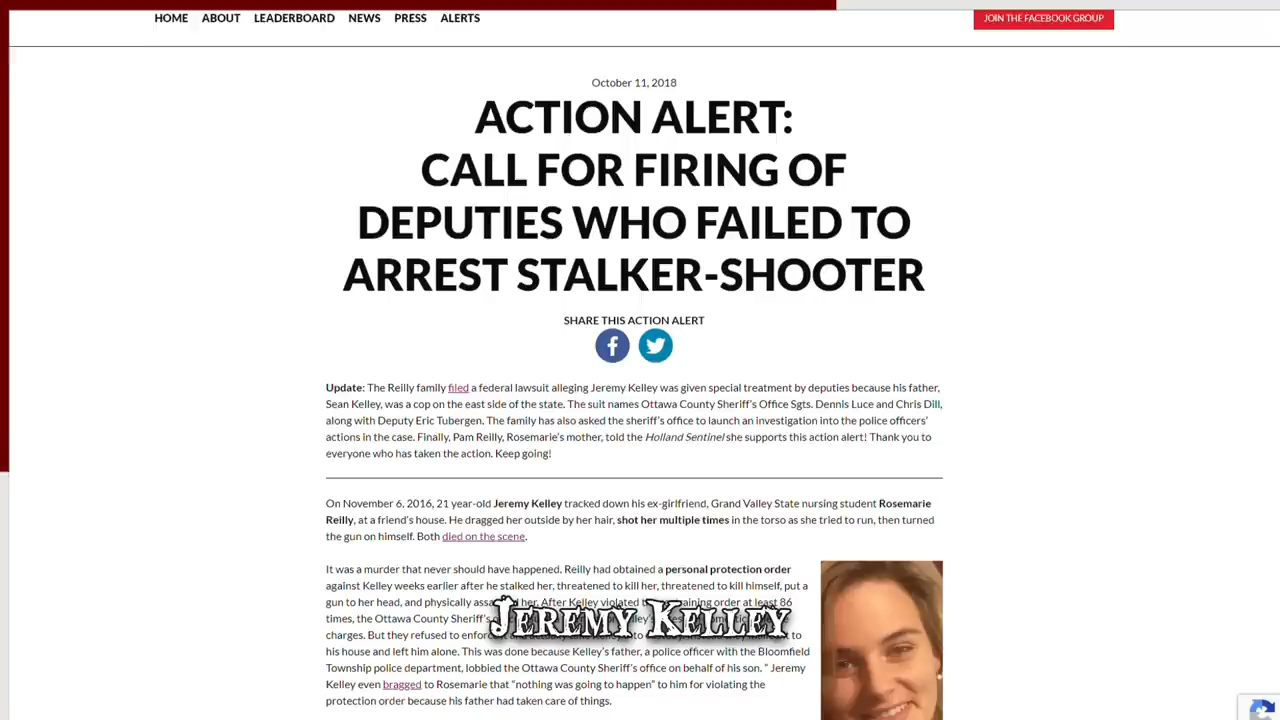 HOME ABOUT LEADERBOARD NEWS PRESS ALERTS JOIN THE FACEBOOK GROUP
October 11, 2018
ACTION ALERT:
CALL FOR FIRING OF
DEPUTIES WHO FAILED TO
ARREST STALKER-SHOOTER
SHARE THIS ACTION ALERT
Update: The Reilly family filed a federal lawsuit alleging Jeremy Kelley was given special treatment by deputies because his father,
Sean Kelley, was a cop on the east side of the state. The suit names Ottawa County Sheriff's Office Sgts. Dennis Luce and Chris Dill,
along with Deputy Eric Tubergen. The family has also asked the sheriff's office to launch an investigation into the police officers'
actions in the case. Finally, Pam Reilly, Rosemarie's mother, told the Holland Sentinel she supports this action alert! Thank you to
everyone who has taken the action. Keep going!
On November 6, 2016, 21 year-old Jeremy Kelley tracked down his ex-girlfriend, Grand Valley State nursing student Rosemarie
Reilly, at a friend's house. He dragged her outside by her hair, shot her multiple times in the torso as she tried to run, then turned
the gun on himself. Both died on the scene.
It was a murder that never should have happened. Reilly had obtained a personal protection order
against Kelley weeks earlier after he stalked her, threatened to kill her, threatened to kill himself, put a
gun to her head, and physically her. After Kelley violated order at least 86
times, the Ottawa County Sheriff's
JEREMY KELLEY
charges. But they refused to to
his house and left him alone. This was done because Kelley's father, a police officer with the Bloomfield
Township police department, lobbied the Ottawa County Sheriff's office on behalf of his son. " Jeremy
Kelley even bragged to Rosemarie that "nothing was going to happen" to him for violating the
protection order because his father had taken care of things.